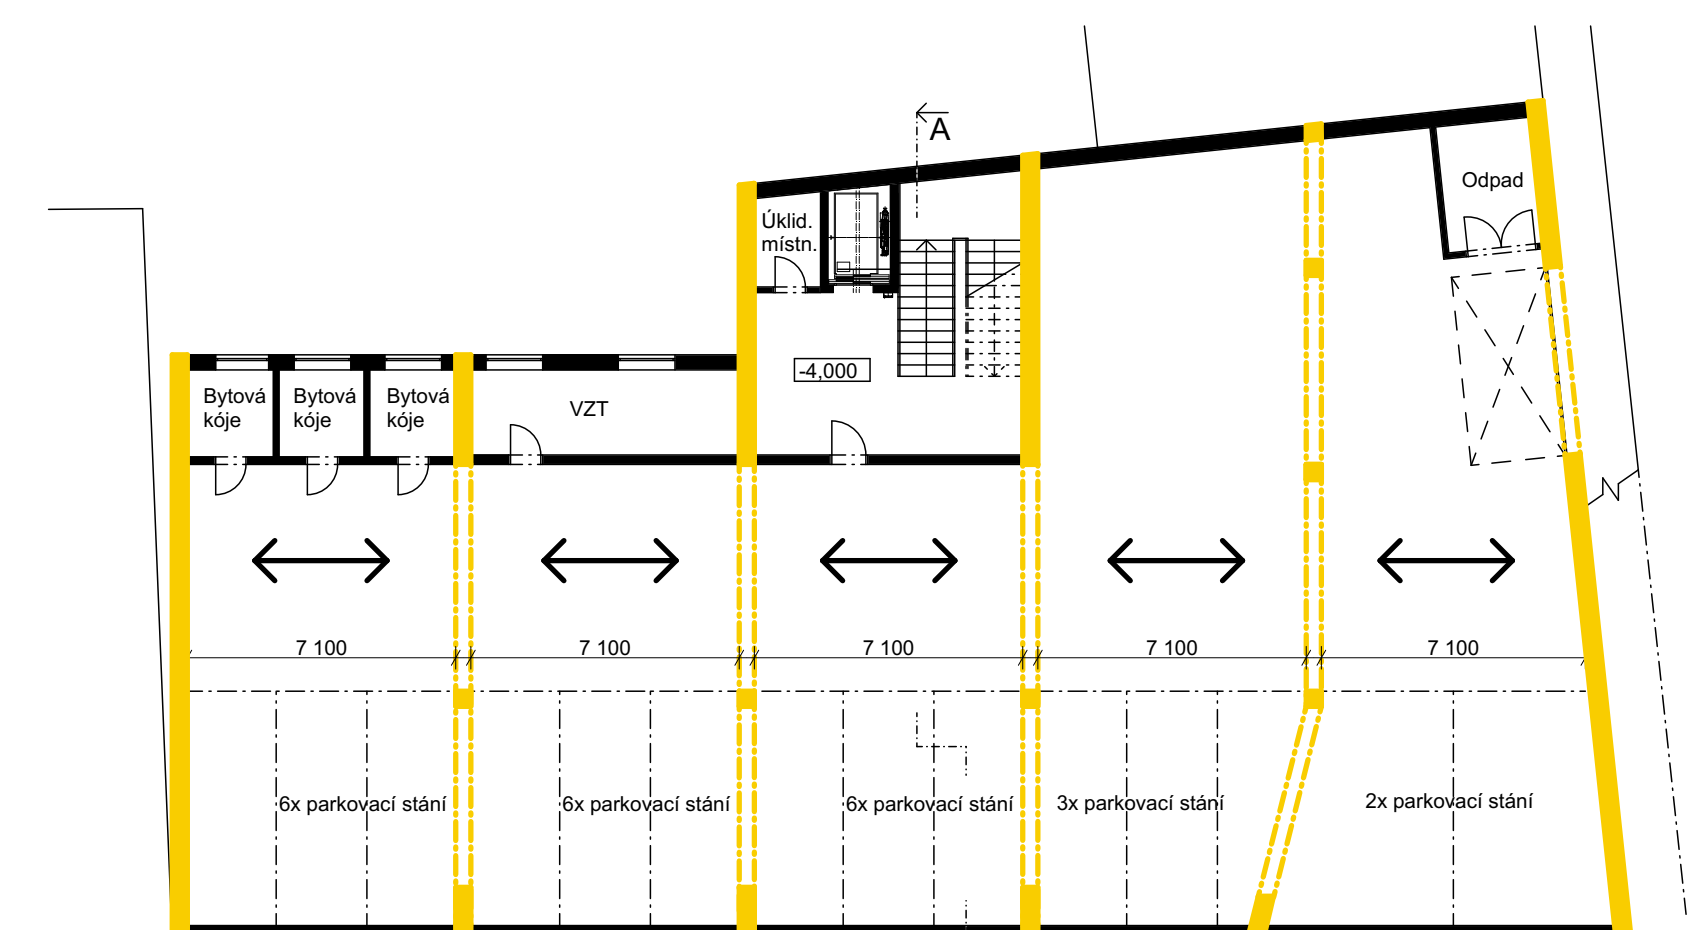 A
Odpad
Úklid.
místn.
-4,000
Bytová
kóje
Bytová
kóje
Bytová
kóje
VZT
7 100
7 100
7 100
7 100
7 100
6x parkovací stání
6x parkovací stání
6x parkovací stání
3x parkovací stání
2x parkovací stání